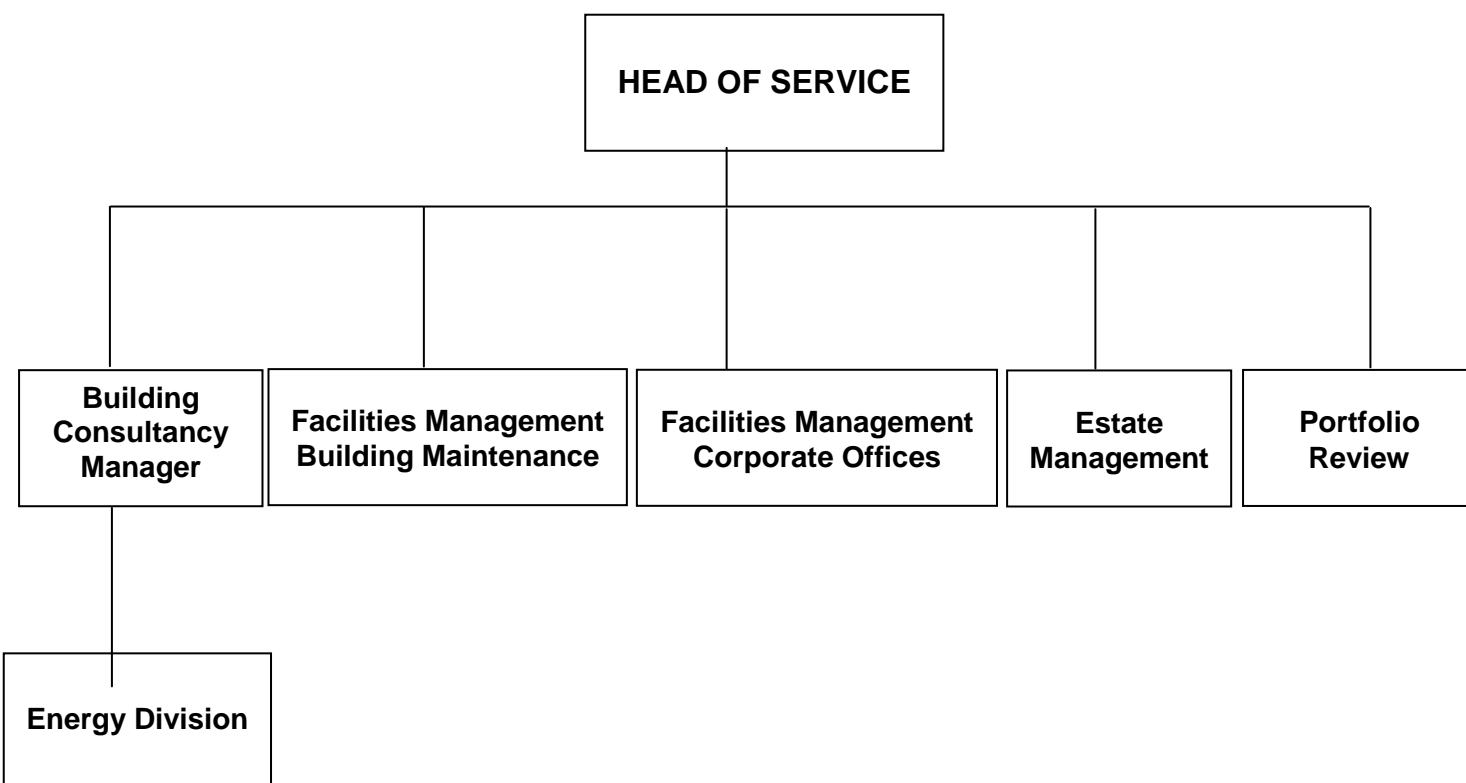 HEAD OF SERVICE
Building
Consultancy
Manager
Facilities Management
Building Maintenance
Facilities Management
Corporate Offices
Estate
Management
Portfolio
Review
Energy Division